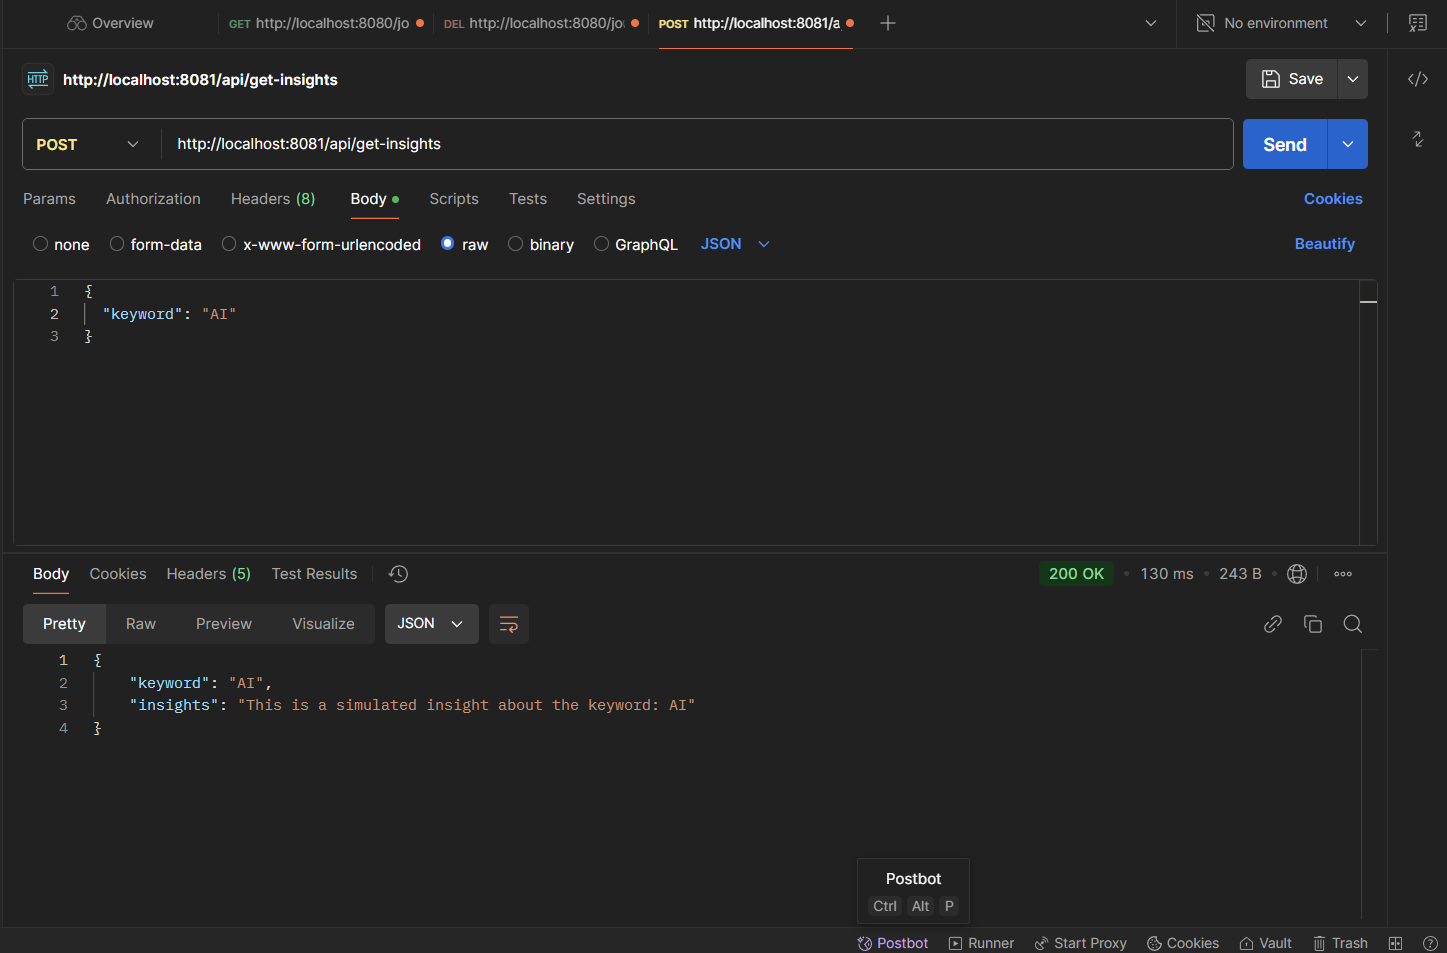 Overview
GET http://localhost:8080/jo
DEL http://localhost:8080/jo
POST http://localhost:8081/a
No environment
HTTP http://localhost:8081/api/get-insights
Save
POST http://localhost:8081/api/get-insights
Send
Params Authorization Headers (8) Body Scripts Tests Settings Cookies
none form-data x-www-form-urlencoded raw binary GraphQL JSON Beautify
1 {
2 "keyword": "AI"
3 }
Body Cookies Headers (5) Test Results 200 OK • 130 ms • 243 B
Pretty Raw Preview Visualize JSON
1 {
2 "keyword": "AI",
3 "insights": "This is a simulated insight about the keyword: AI"
4 }
Postbot
Ctrl Alt P
Postbot Runner Start Proxy Cookies Vault Trash